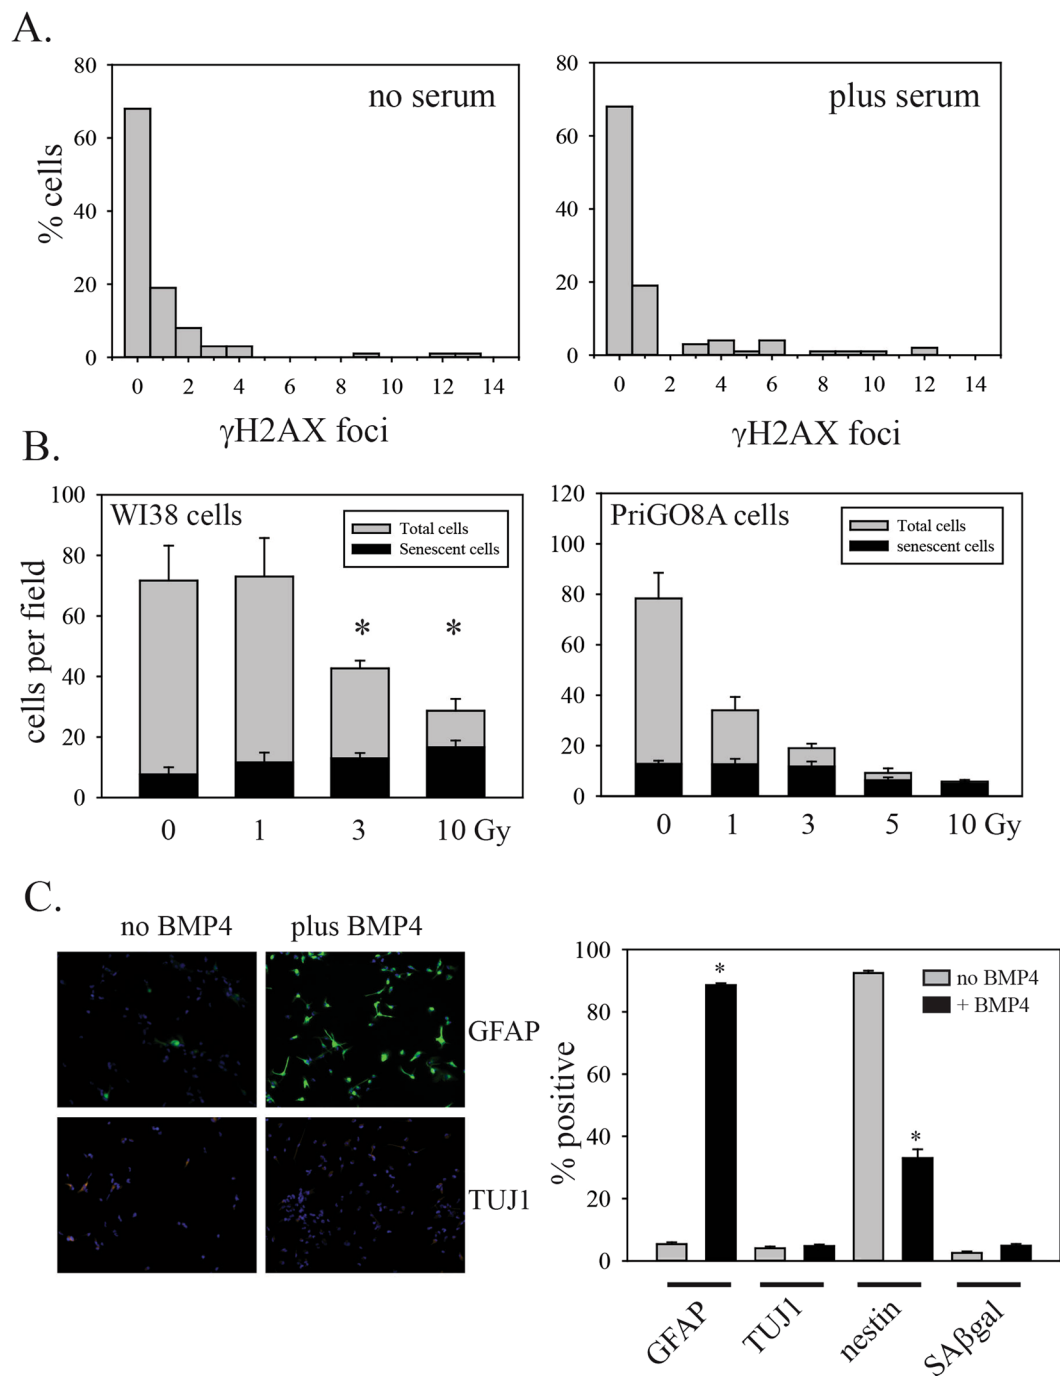 A.
no serum
80
60
40
20
0
% cells
0 2 4 6 8 10 12 14
γH2AX foci
plus serum
80
60
40
20
0
0 2 4 6 8 10 12 14
γH2AX foci
B.
WI38 cells
Total cells
Senescent cells
100
80
60
40
20
0
cells per field
* *
0 1 3 10 Gy
PriGO8A cells
Total cells
senescent cells
120
100
80
60
40
20
0
0 1 3 5 10 Gy
C.
no BMP4 plus BMP4
GFAP
TUJ1
100
80
60
40
20
0
% positive
no BMP4
+ BMP4
*
*
GFAP
TUJ1
nestin
SAβgal